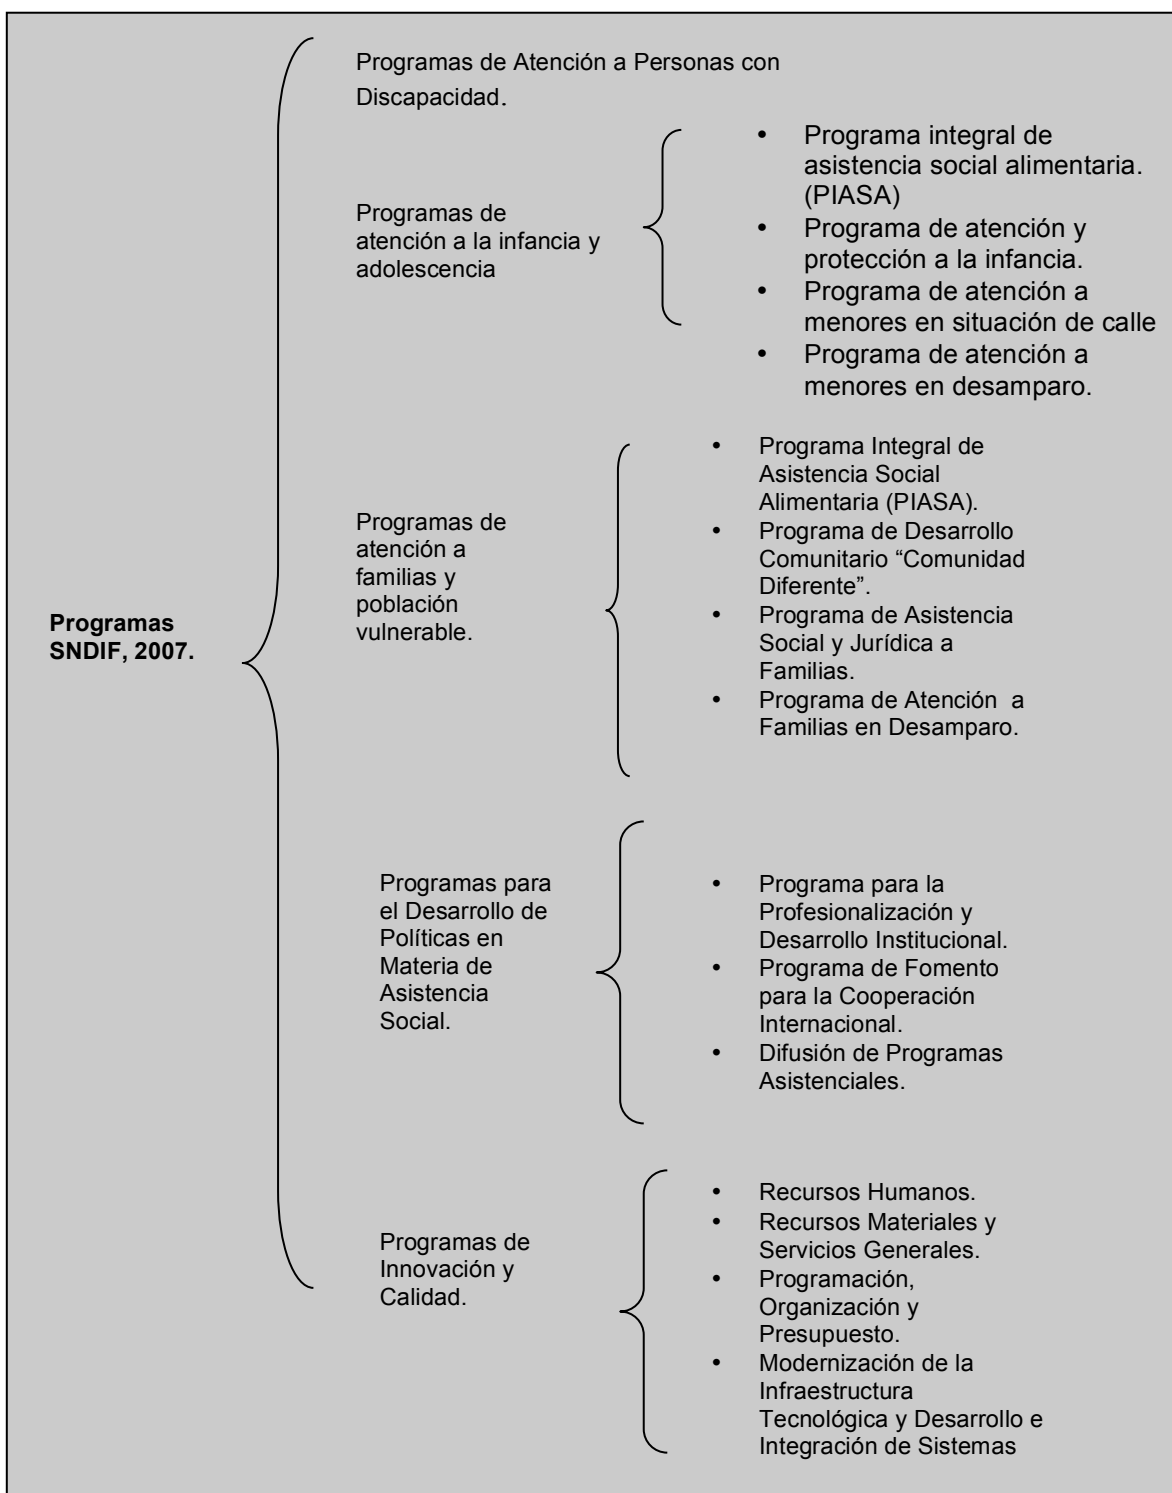 Programas
SNDIF, 2007.
Programas de Atención a Personas con
Discapacidad.
Programas de
atención a la infancia y
adolescencia
• Programa integral de
asistencia social alimentaria.
(PIASA)
• Programa de atención y
protección a la infancia.
• Programa de atención a
menores en situación de calle
• Programa de atención a
menores en desamparo.
Programas de
atención a
familias y
población
vulnerable.
• Programa Integral de
Asistencia Social
Alimentaria (PIASA).
• Programa de Desarrollo
Comunitario “Comunidad
Diferente”.
• Programa de Asistencia
Social y Jurídica a
Familias.
• Programa de Atención a
Familias en Desamparo.
Programas para
el Desarrollo de
Políticas en
Materia de
Asistencia
Social.
• Programa para la
Profesionalización y
Desarrollo Institucional.
• Programa de Fomento
para la Cooperación
Internacional.
• Difusión de Programas
Asistenciales.
Programas de
Innovación y
Calidad.
• Recursos Humanos.
• Recursos Materiales y
Servicios Generales.
• Programación,
Organización y
Presupuesto.
• Modernización de la
Infraestructura
Tecnológica y Desarrollo e
Integración de Sistemas